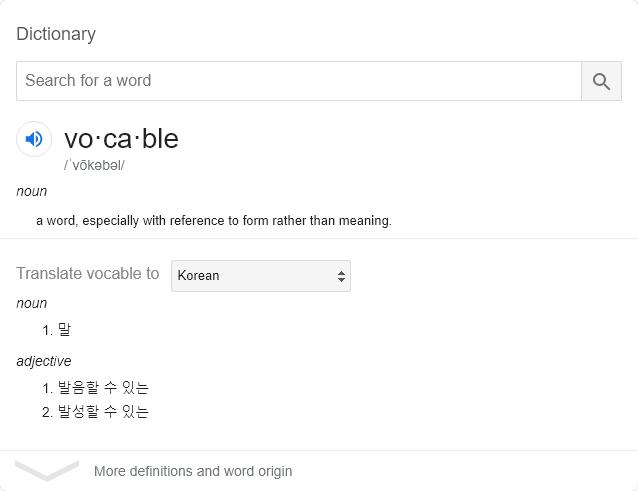 Dictionary
Search for a word
vo·ca·ble
/ˈvōkəbəl/
noun
a word, especially with reference to form rather than meaning.
Translate vocable to Korean
noun
1. 말
adjective
1. 발음할 수 있는
2. 발성할 수 있는
More definitions and word origin